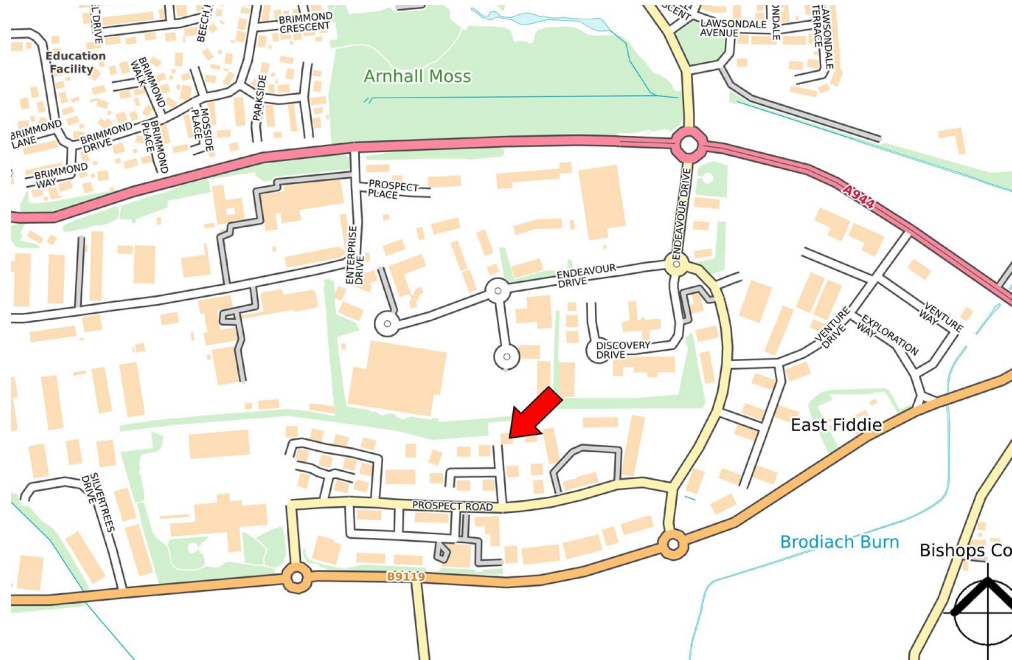 BRIMMOND
CRESCENT
LAWSONDALE
AVENUE
LAWSONDALE
TERRACE
Education
Facility
Arnhall Moss
BRIMMOND
WALK
PARKSIDE
MOSSIDE
PLACE
BRIMMOND
LANE
BRIMMOND
DRIVE
BRIMMOND
PLACE
BRIMMOND
WAY
PROSPECT
PLACE
ENDEAVOUR DRIVE
A944
ENTERPRISE
DRIVE
ENDEAVOUR
DRIVE
VENTURE
WAY
VENTURE
DRIVE
EXPLORATION
WAY
DISCOVERY
DRIVE
East Fiddie
SILVERTREES
DRIVE
PROSPECT ROAD
Brodiach Burn
Bishops Co
B9119